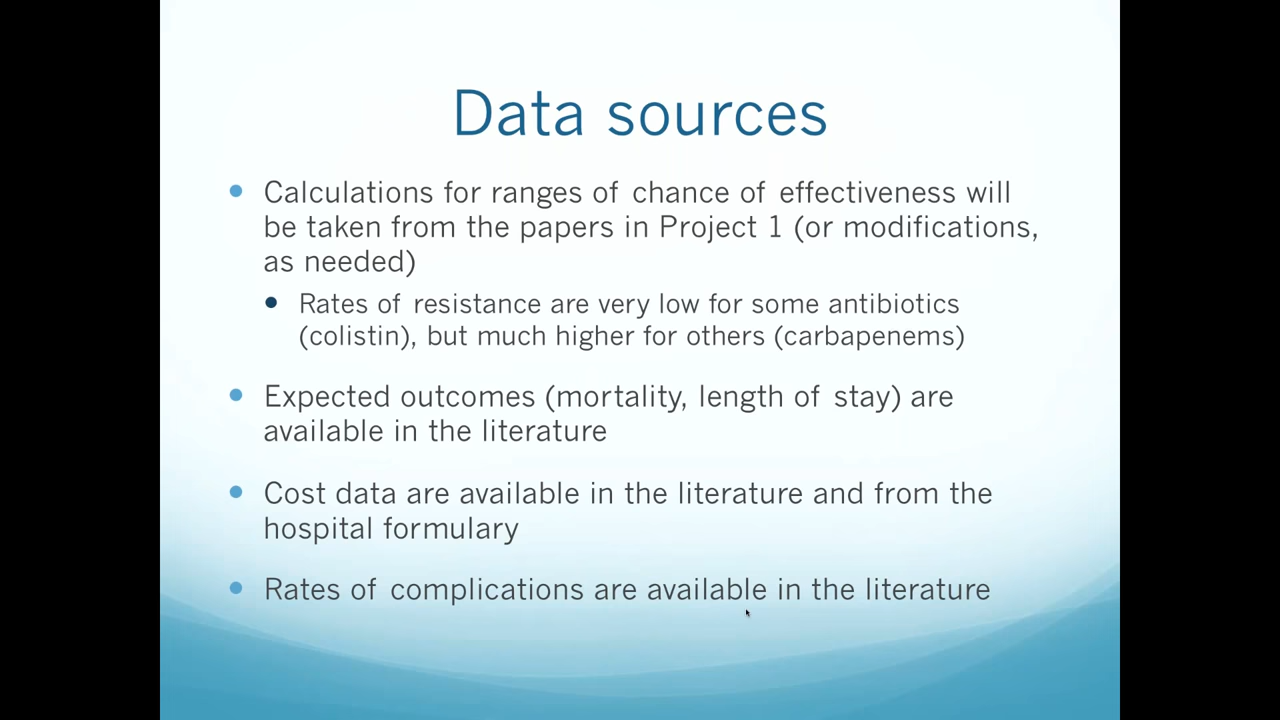 Data sources
Calculations for ranges of chance of effectiveness will
be taken from the papers in Project 1 (or modifications,
as needed)
Rates of resistance are very low for some antibiotics
(colistin), but much higher for others (carbapenems)
Expected outcomes (mortality, length of stay) are
available in the literature
Cost data are available in the literature and from the
hospital formulary
Rates of complications are available in the literature